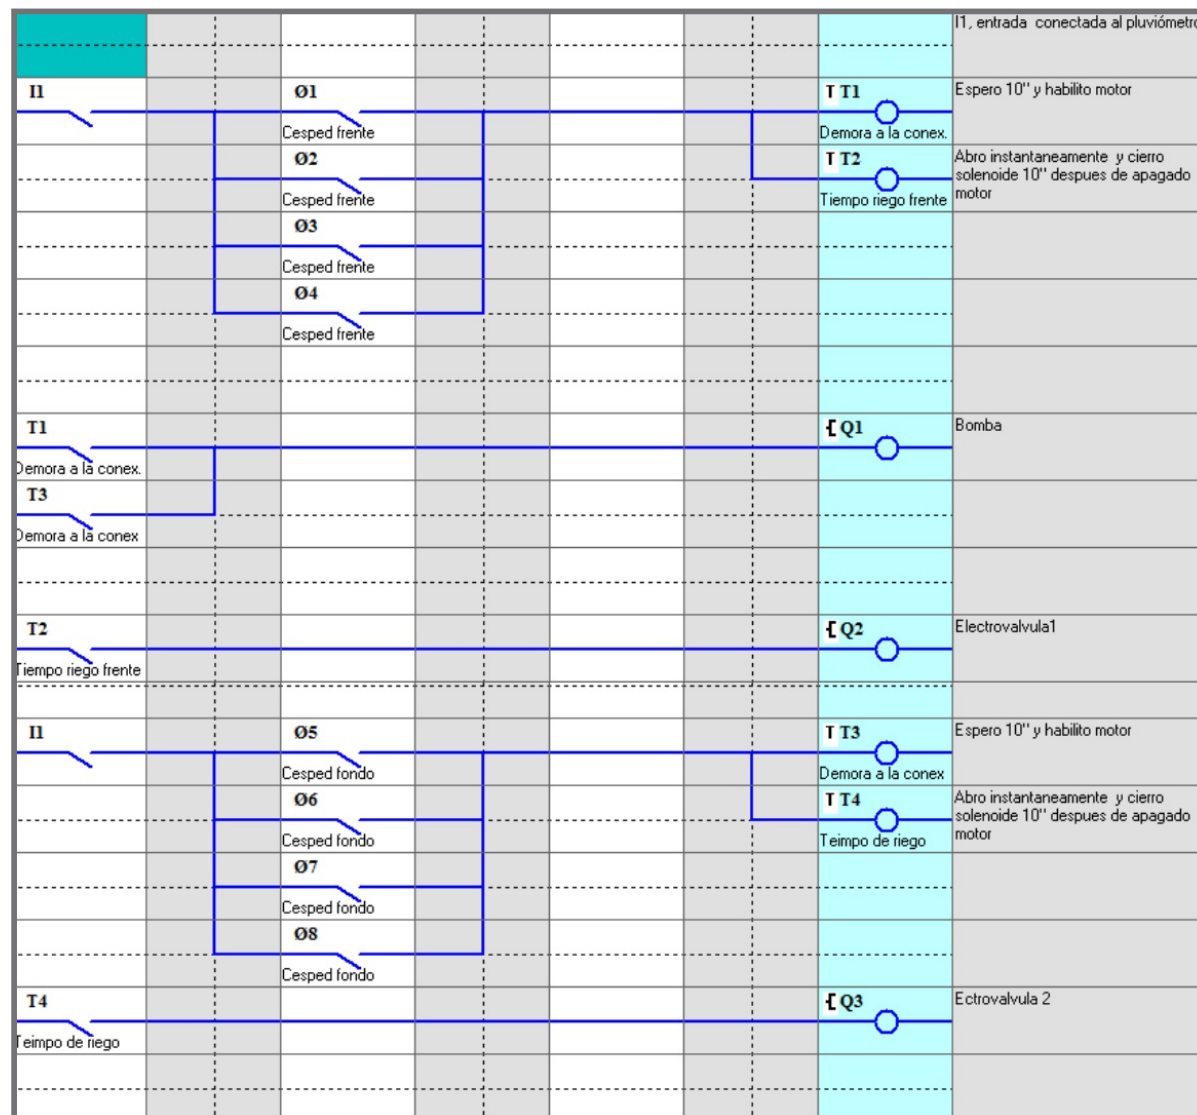 I1, entrada conectada al pluviómetro
I1
Ø1
T T1
Espero 10" y habilito motor
Cesped frente
Demora a la conex.
Ø2
T T2
Abro instantaneamente y cierro
solenoide 10" despues de apagado
motor
Cesped frente
Tiempo riego frente
Ø3
Cesped frente
Ø4
Cesped frente
T1
[ Q1
Bomba
Demora a la conex.
T3
Demora a la conex
T2
[ Q2
Electrovalvula1
Tiempo riego frente
I1
Ø5
T T3
Espero 10" y habilito motor
Cesped fondo
Demora a la conex
Ø6
T T4
Abro instantaneamente y cierro
solenoide 10" despues de apagado
motor
Cesped fondo
Teimpo de riego
Ø7
Cesped fondo
Ø8
Cesped fondo
T4
[ Q3
Ectrovalvula 2
Teimpo de riego